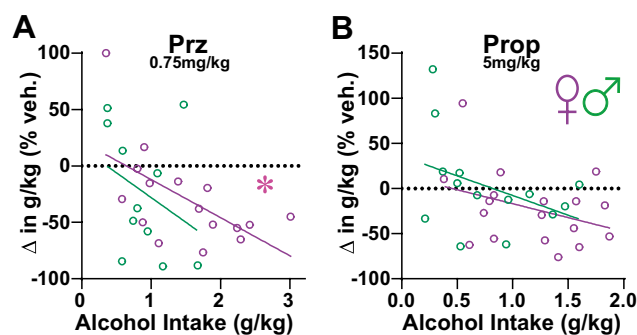 A
Prz
0.75mg/kg
Δ in g/kg (% veh.)
100
50
0
-50
-100
*
0
1
2
3
Alcohol Intake (g/kg)
B
Prop
5mg/kg
♀♂
Δ in g/kg (% veh.)
150
100
50
0
-50
-100
0.0
0.5
1.0
1.5
2.0
Alcohol Intake (g/kg)